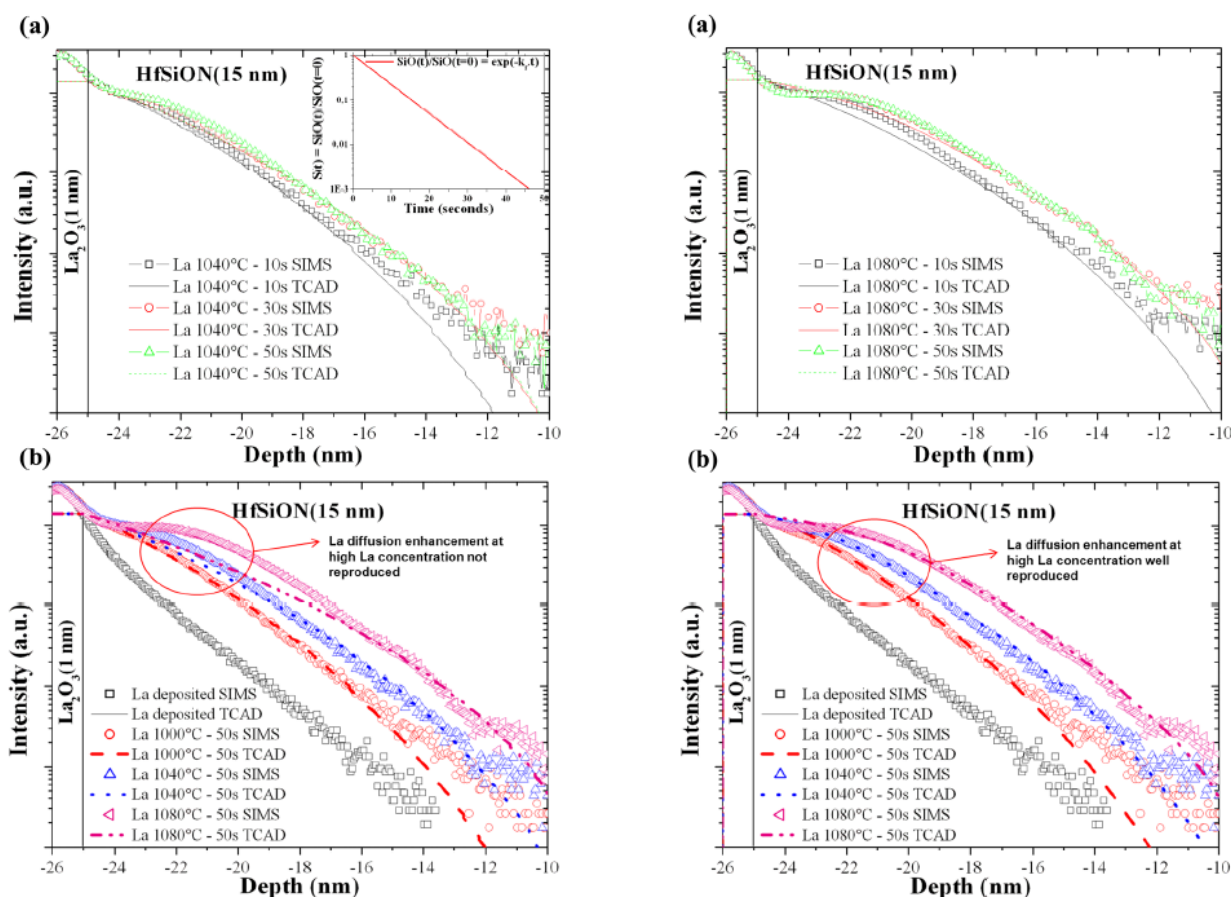 (a)
HfSiON(15 nm)
SiO(t)/SiO(t=0) = exp(-k_f.t)
S(t) = SiO(t)/SiO(t=0)
1
0,1
0,01
1E-3
0 10 20 30 40 50
Time (seconds)
Intensity (a.u.)
La₂O₃(1 nm)
La 1040°C - 10s SIMS
La 1040°C - 10s TCAD
La 1040°C - 30s SIMS
La 1040°C - 30s TCAD
La 1040°C - 50s SIMS
La 1040°C - 50s TCAD
-26 -24 -22 -20 -18 -16 -14 -12 -10
Depth (nm)
(a)
HfSiON(15 nm)
Intensity (a.u.)
La₂O₃(1 nm)
La 1080°C - 10s SIMS
La 1080°C - 10s TCAD
La 1080°C - 30s SIMS
La 1080°C - 30s TCAD
La 1080°C - 50s SIMS
La 1080°C - 50s TCAD
-26 -24 -22 -20 -18 -16 -14 -12 -10
Depth (nm)
(b)
HfSiON(15 nm)
La diffusion enhancement at
high La concentration not
reproduced
Intensity (a.u.)
La₂O₃(1 nm)
La deposited SIMS
La deposited TCAD
La 1000°C - 50s SIMS
La 1000°C - 50s TCAD
La 1040°C - 50s SIMS
La 1040°C - 50s TCAD
La 1080°C - 50s SIMS
La 1080°C - 50s TCAD
-26 -24 -22 -20 -18 -16 -14 -12 -10
Depth (nm)
(b)
HfSiON(15 nm)
La diffusion enhancement at
high La concentration well
reproduced
Intensity (a.u.)
La₂O₃(1 nm)
La deposited SIMS
La deposited TCAD
La 1000°C - 50s SIMS
La 1000°C - 50s TCAD
La 1040°C - 50s SIMS
La 1040°C - 50s TCAD
La 1080°C - 50s SIMS
La 1080°C - 50s TCAD
-26 -24 -22 -20 -18 -16 -14 -12 -10
Depth (nm)